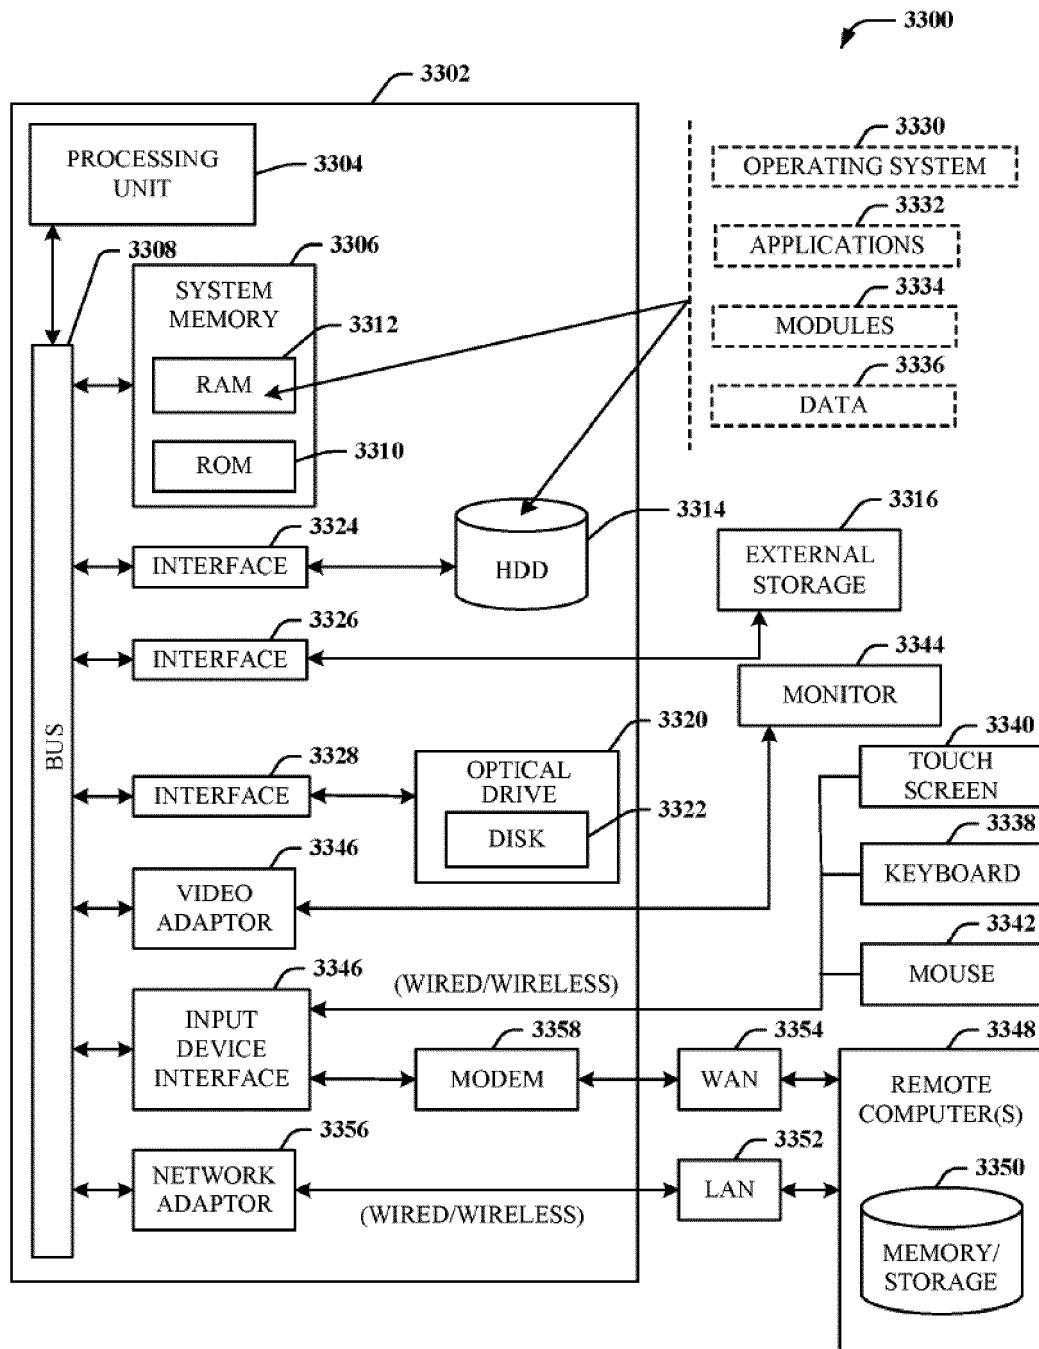 3300
3302
PROCESSING
UNIT
3304
3330
OPERATING SYSTEM
3332
APPLICATIONS
3334
MODULES
3336
DATA
3308
3306
SYSTEM
MEMORY
3312
RAM
3310
ROM
3324
INTERFACE
3314
HDD
3316
EXTERNAL
STORAGE
3326
INTERFACE
3344
MONITOR
BUS
3328
INTERFACE
3320
OPTICAL
DRIVE
3322
DISK
3340
TOUCH
SCREEN
3338
KEYBOARD
3342
MOUSE
3346
VIDEO
ADAPTOR
3346
INPUT
DEVICE
INTERFACE
(WIRED/WIRELESS)
3358
MODEM
3354
WAN
3348
REMOTE
COMPUTER(S)
3356
NETWORK
ADAPTOR
(WIRED/WIRELESS)
3352
LAN
3350
MEMORY/
STORAGE